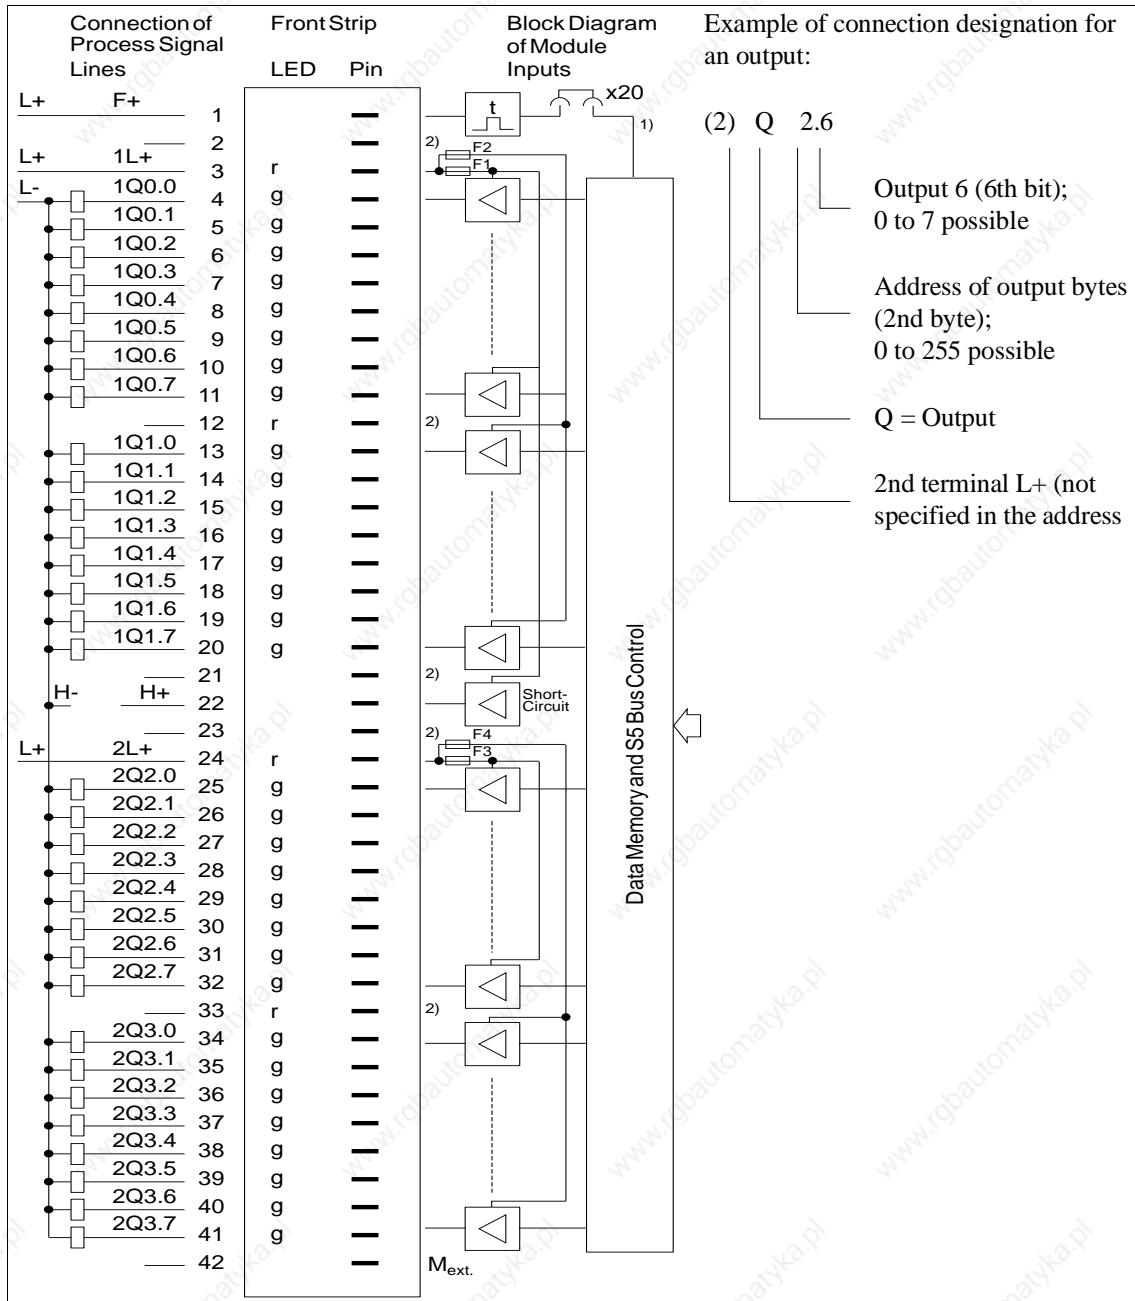 Connection of Process Signal Lines
Front Strip
LED Pin
Block Diagram of Module Inputs
Example of connection designation for
an output:
L+ F+ 1
t
x20
1)
2 2)
F2
L+ 1L+ 3 r
F1
L- 1Q0.0 4 g
1Q0.1 5 g
1Q0.2 6 g
1Q0.3 7 g
1Q0.4 8 g
1Q0.5 9 g
1Q0.6 10 g
1Q0.7 11 g
12 r 2)
1Q1.0 13 g
1Q1.1 14 g
1Q1.2 15 g
1Q1.3 16 g
1Q1.4 17 g
1Q1.5 18 g
1Q1.6 19 g
1Q1.7 20 g
21 2)
H- H+ 22
Short-
Circuit
23 2)
F4
L+ 2L+ 24 r
F3
2Q2.0 25 g
2Q2.1 26 g
2Q2.2 27 g
2Q2.3 28 g
2Q2.4 29 g
2Q2.5 30 g
2Q2.6 31 g
2Q2.7 32 g
33 r 2)
2Q3.0 34 g
2Q3.1 35 g
2Q3.2 36 g
2Q3.3 37 g
2Q3.4 38 g
2Q3.5 39 g
2Q3.6 40 g
2Q3.7 41 g
42 Mext.
Data Memory and S5 Bus Control
(2) Q 2.6
Output 6 (6th bit);
0 to 7 possible
Address of output bytes
(2nd byte);
0 to 255 possible
Q = Output
2nd terminal L+ (not
specified in the address
www.rgbautomatyka.pl